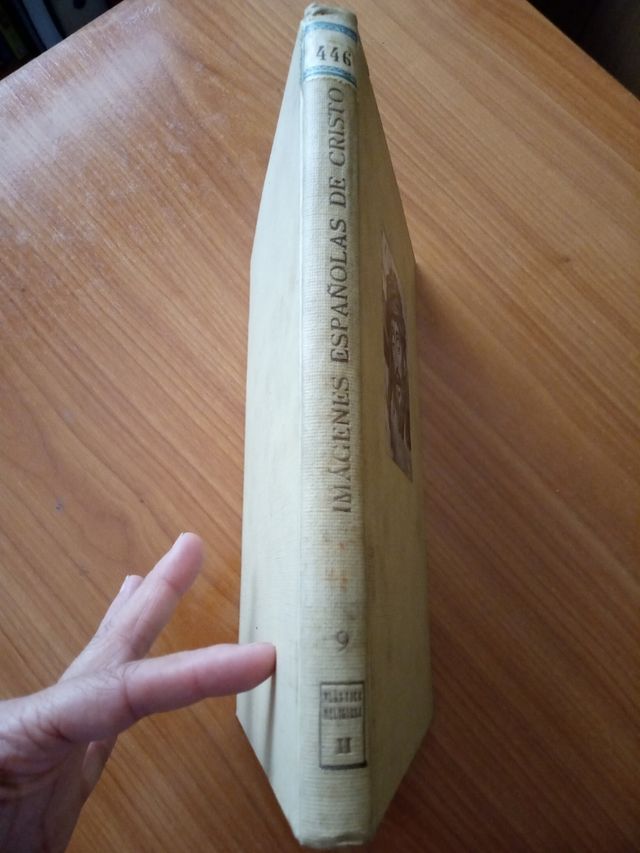 446
IMÁGENES ESPAÑOLAS DE CRISTO
9
PLÁSTICA
RELIGIOSA
II